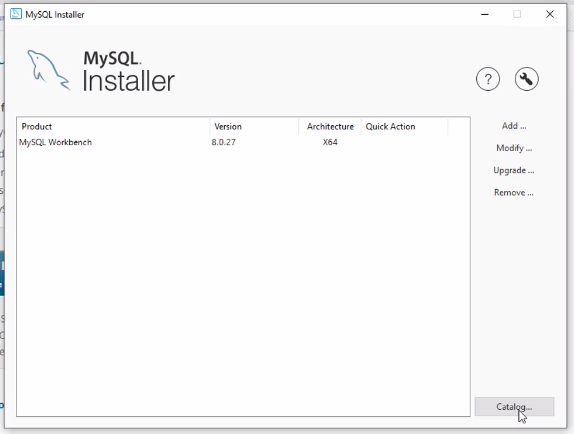 MySQL Installer
MySQL.
Installer
?
Product Version Architecture Quick Action
MySQL Workbench 8.0.27 X64
Add ...
Modify ...
Upgrade ...
Remove ...
Catalog...